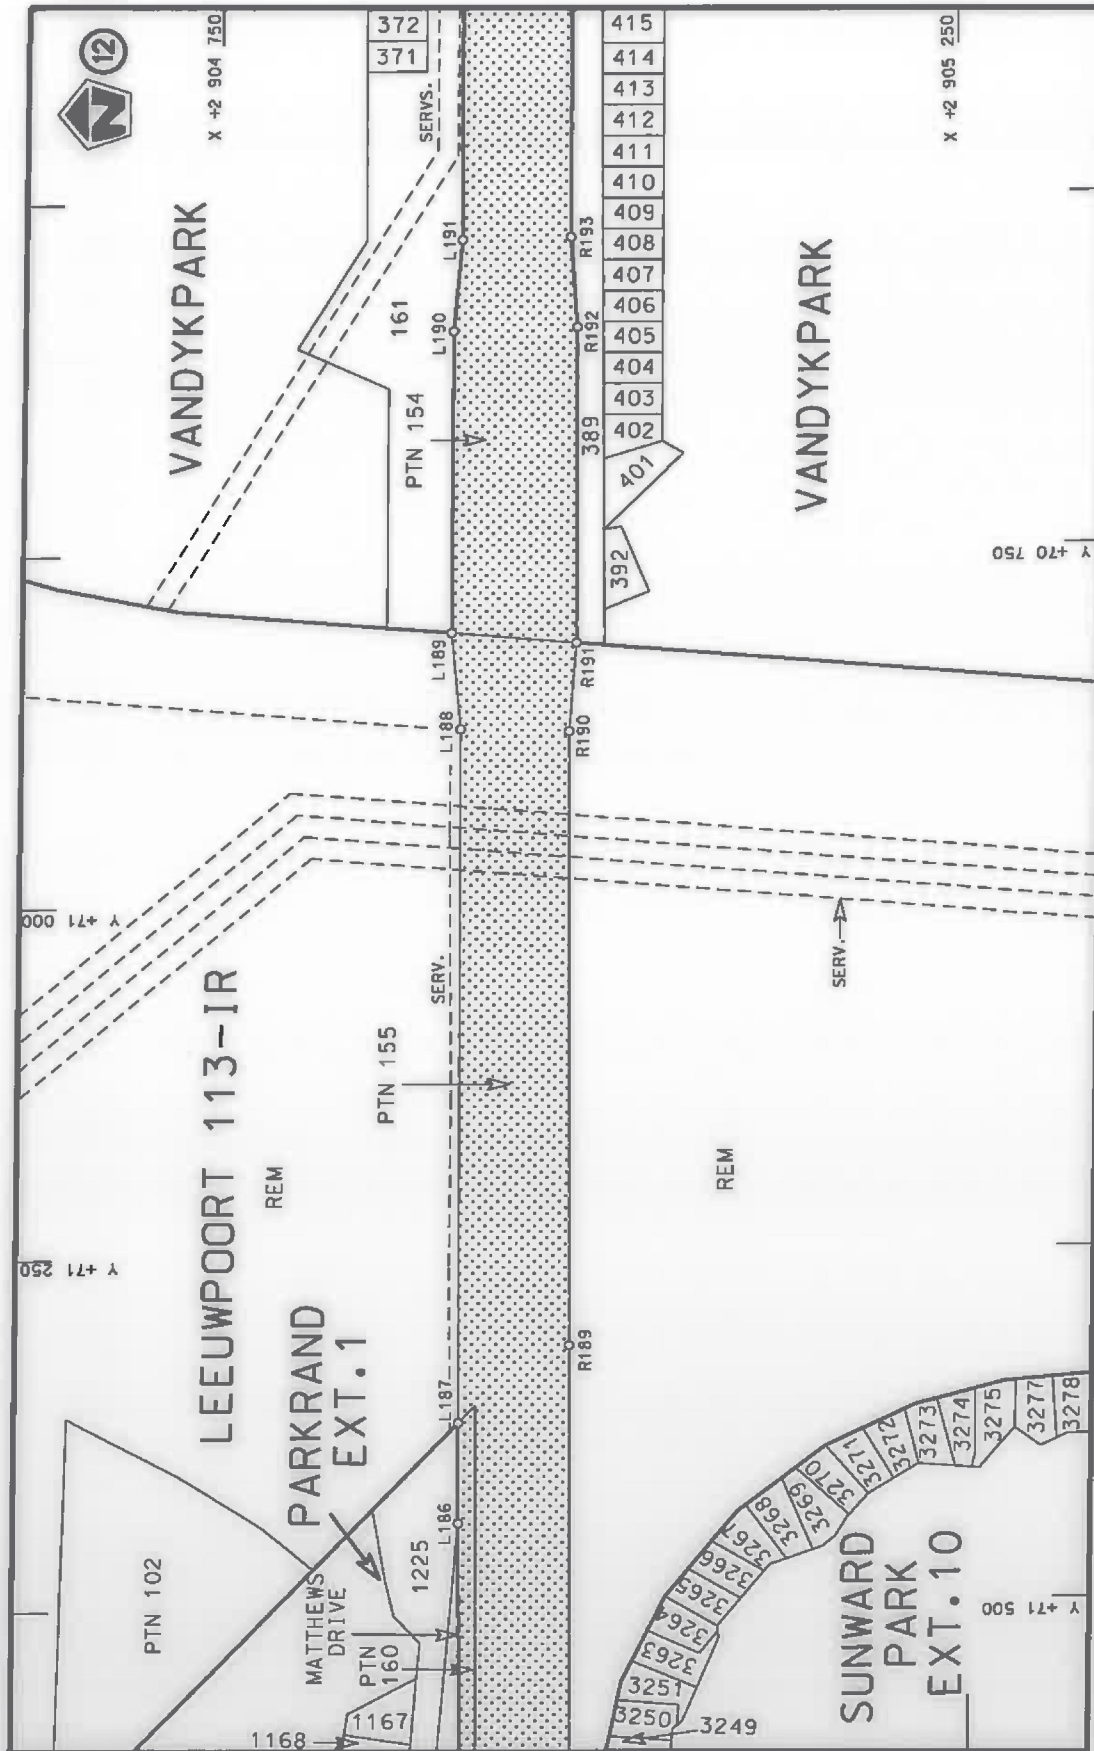 12
N
X +2 904 750
372
371
SERVS.
415
414
413
412
411
410
409
408
407
406
405
404
403
402
401
392
389
X +2 905 250
VANDYKPARK
161
L191
L190
R193
R192
PTN 154
VANDYKPARK
Y +70 750
L189
L188
R191
R190
Y +71 000
SERV.
SERV.
LEEUWPOORT 113-IR
REM
PTN 155
REM
Y +71 250
PARKRAND
EXT.1
L187
R189
L186
PTN 102
MATTHEWS
DRIVE
1225
PTN
160
1167
1168
3278
3277
3275
3274
3273
3272
3271
3270
3269
3268
3267
3266
3265
3264
3263
3251
3250
3249
SUNWARD
PARK
EXT.10
Y +71 500